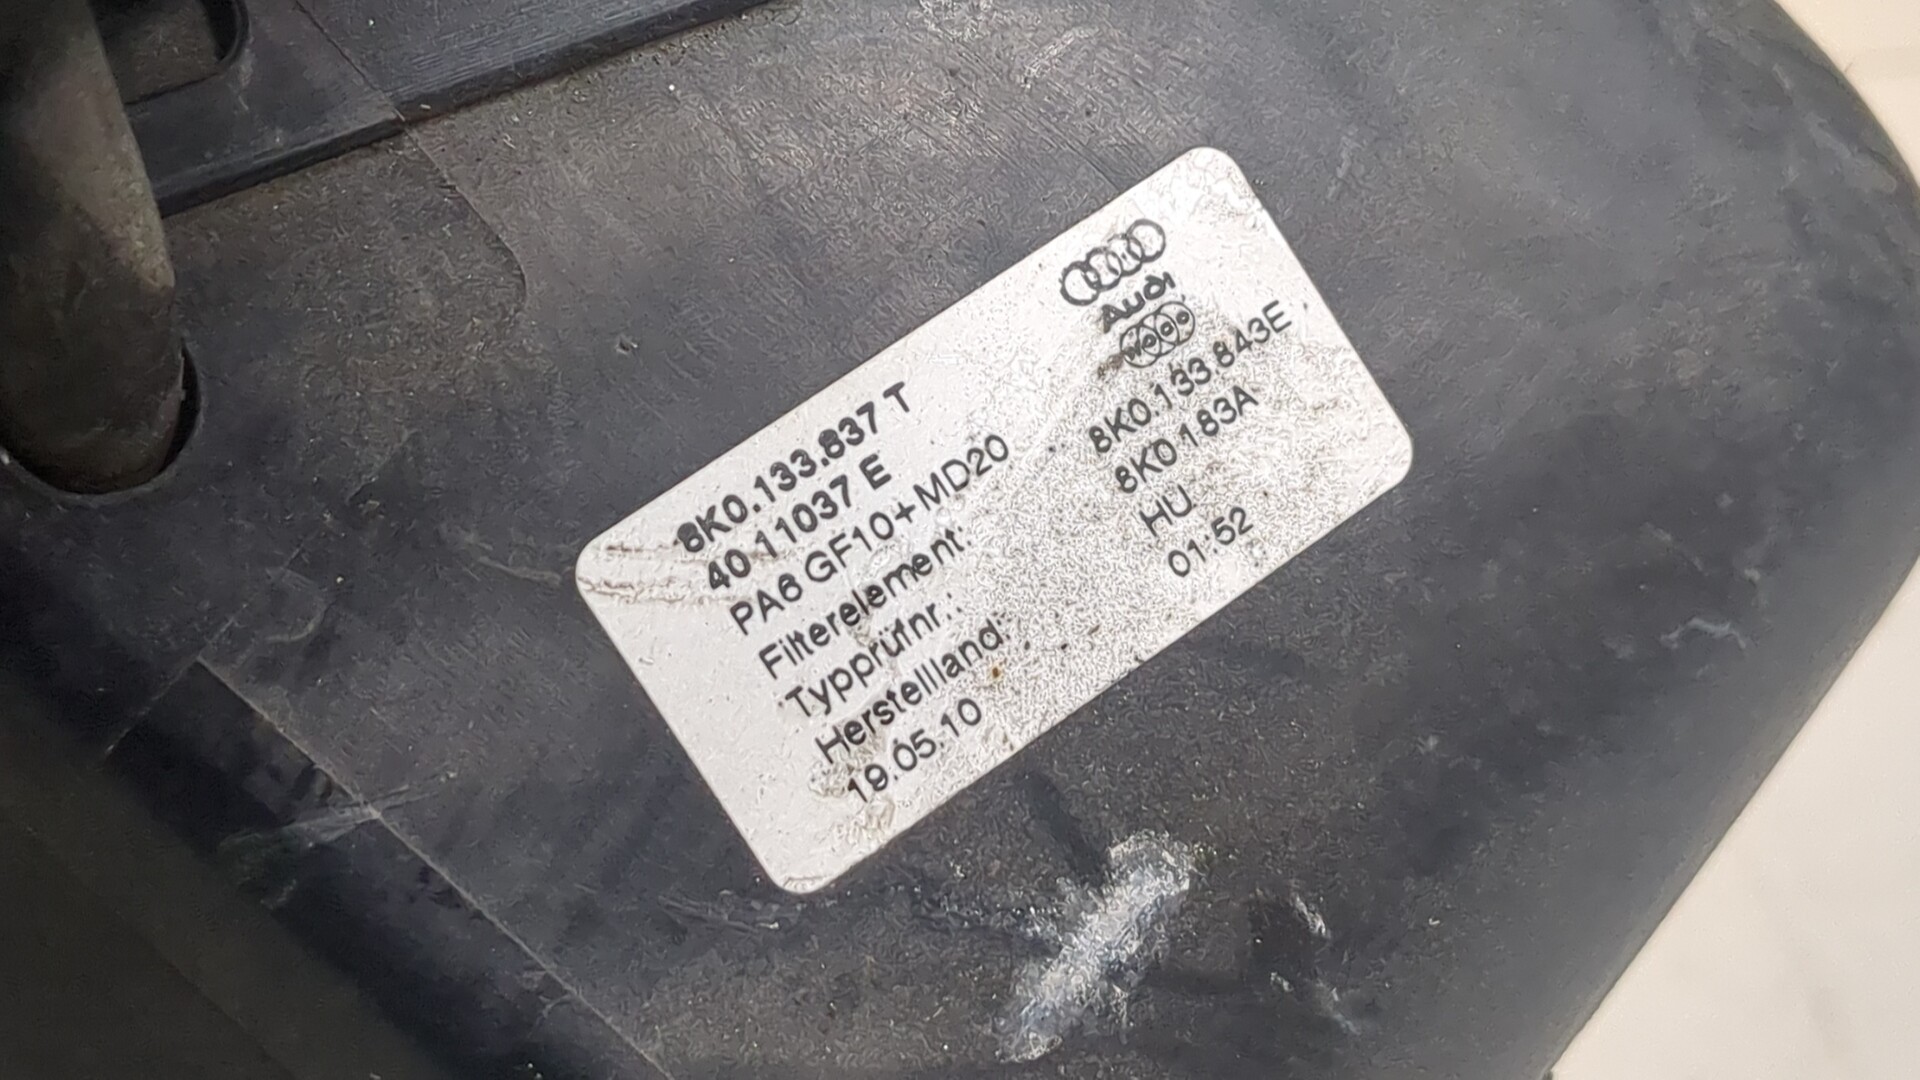 Audi
8K0.133.837 T
40 11037 E
PA6 GF10+MD20
Filterelement: 8K0.133.843E
Typprüfnr.: 8K0183A
Herstellland: HU
19.05.10 01:52